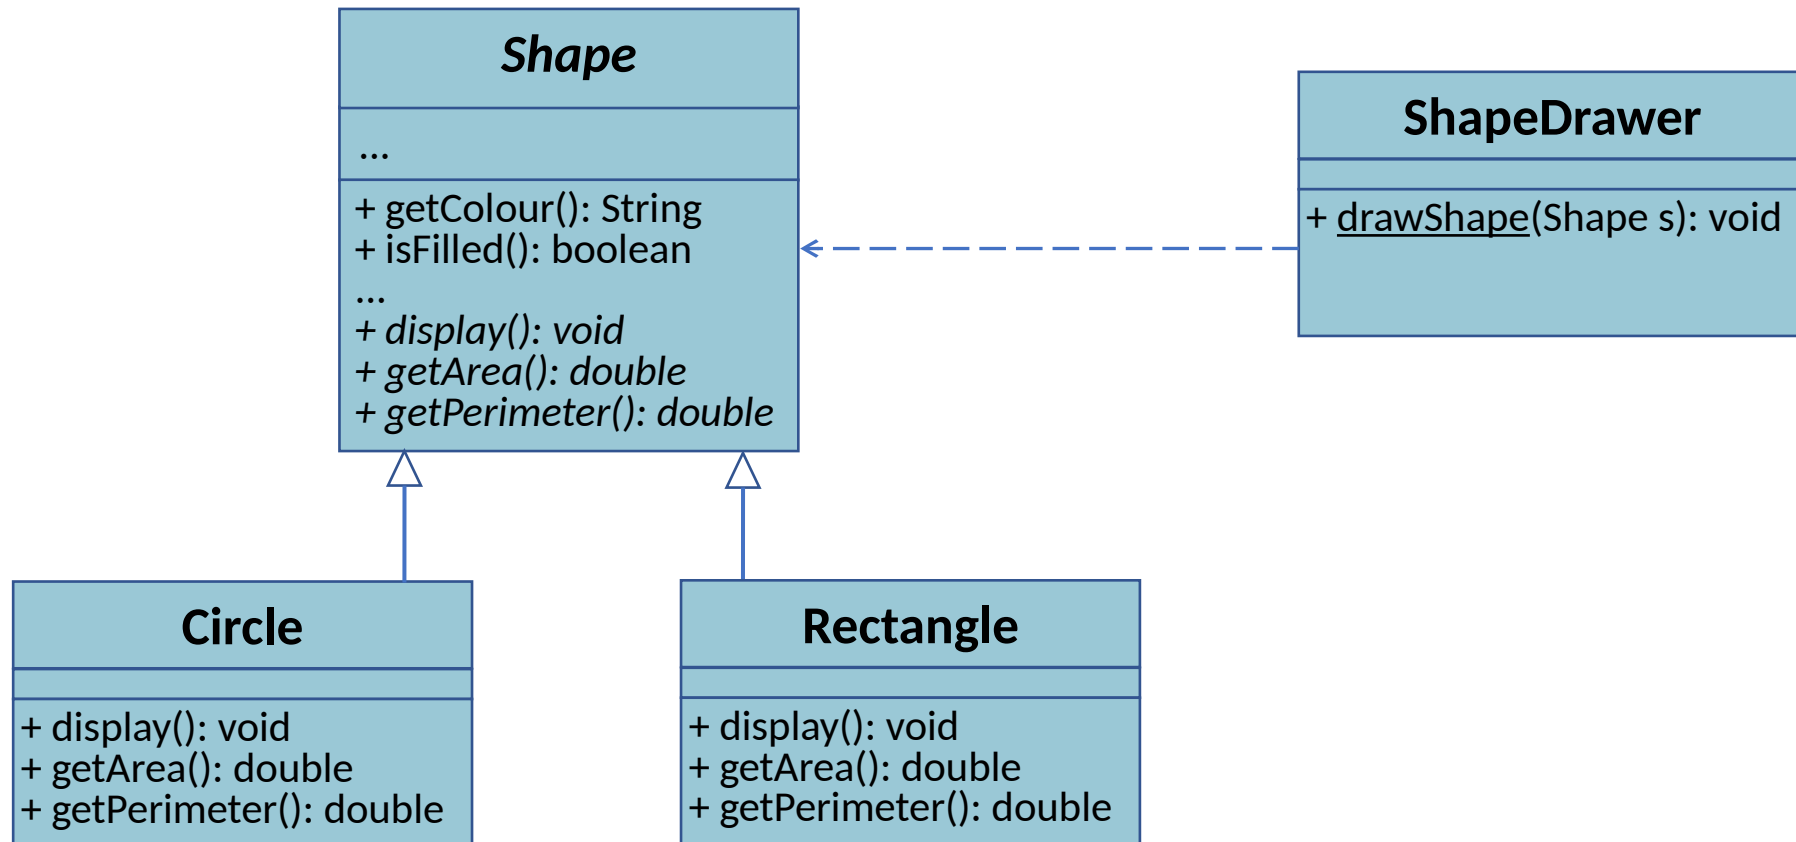 Shape
...
+ getColour(): String
+ isFilled(): boolean
...
+ display(): void
+ getArea(): double
+ getPerimeter(): double
ShapeDrawer
+ drawShape(Shape s): void
Circle
+ display(): void
+ getArea(): double
+ getPerimeter(): double
Rectangle
+ display(): void
+ getArea(): double
+ getPerimeter(): double